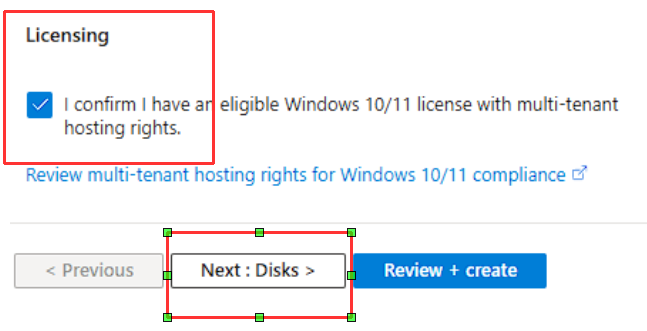 Licensing
I confirm I have an eligible Windows 10/11 license with multi-tenant
hosting rights.
Review multi-tenant hosting rights for Windows 10/11 compliance
< Previous
Next : Disks >
Review + create